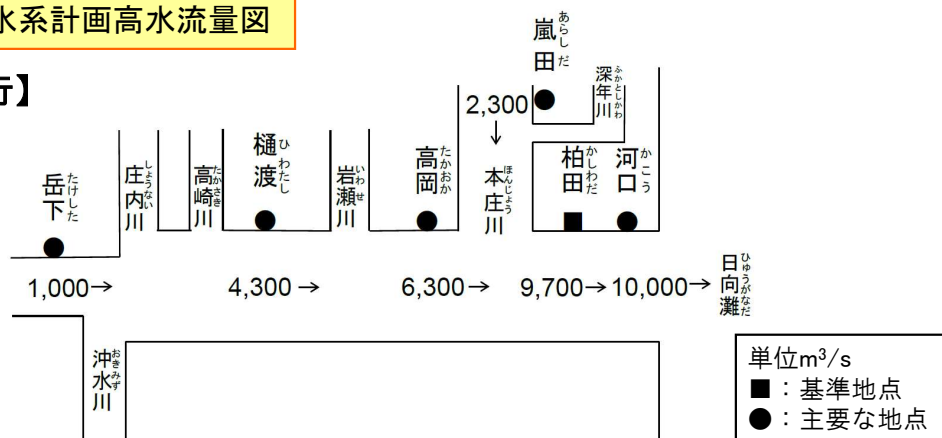 水系計画高水流量図
行】
嵐田
あらしだ
深年川
ふかとしかわ
2,300
↓
岳下
たけした
庄内川
しょうない
高崎川
たかさき
樋渡
ひわたし
岩瀬川
いわせ
高岡
たかおか
本庄川
ほんじょう
柏田
かしわだ
河口
かこう
1,000→
4,300 →
6,300→
9,700→
10,000→
日向灘
ひゅうがなだ
沖水川
おきみず
単位m³/s
■：基準地点
●：主要な地点